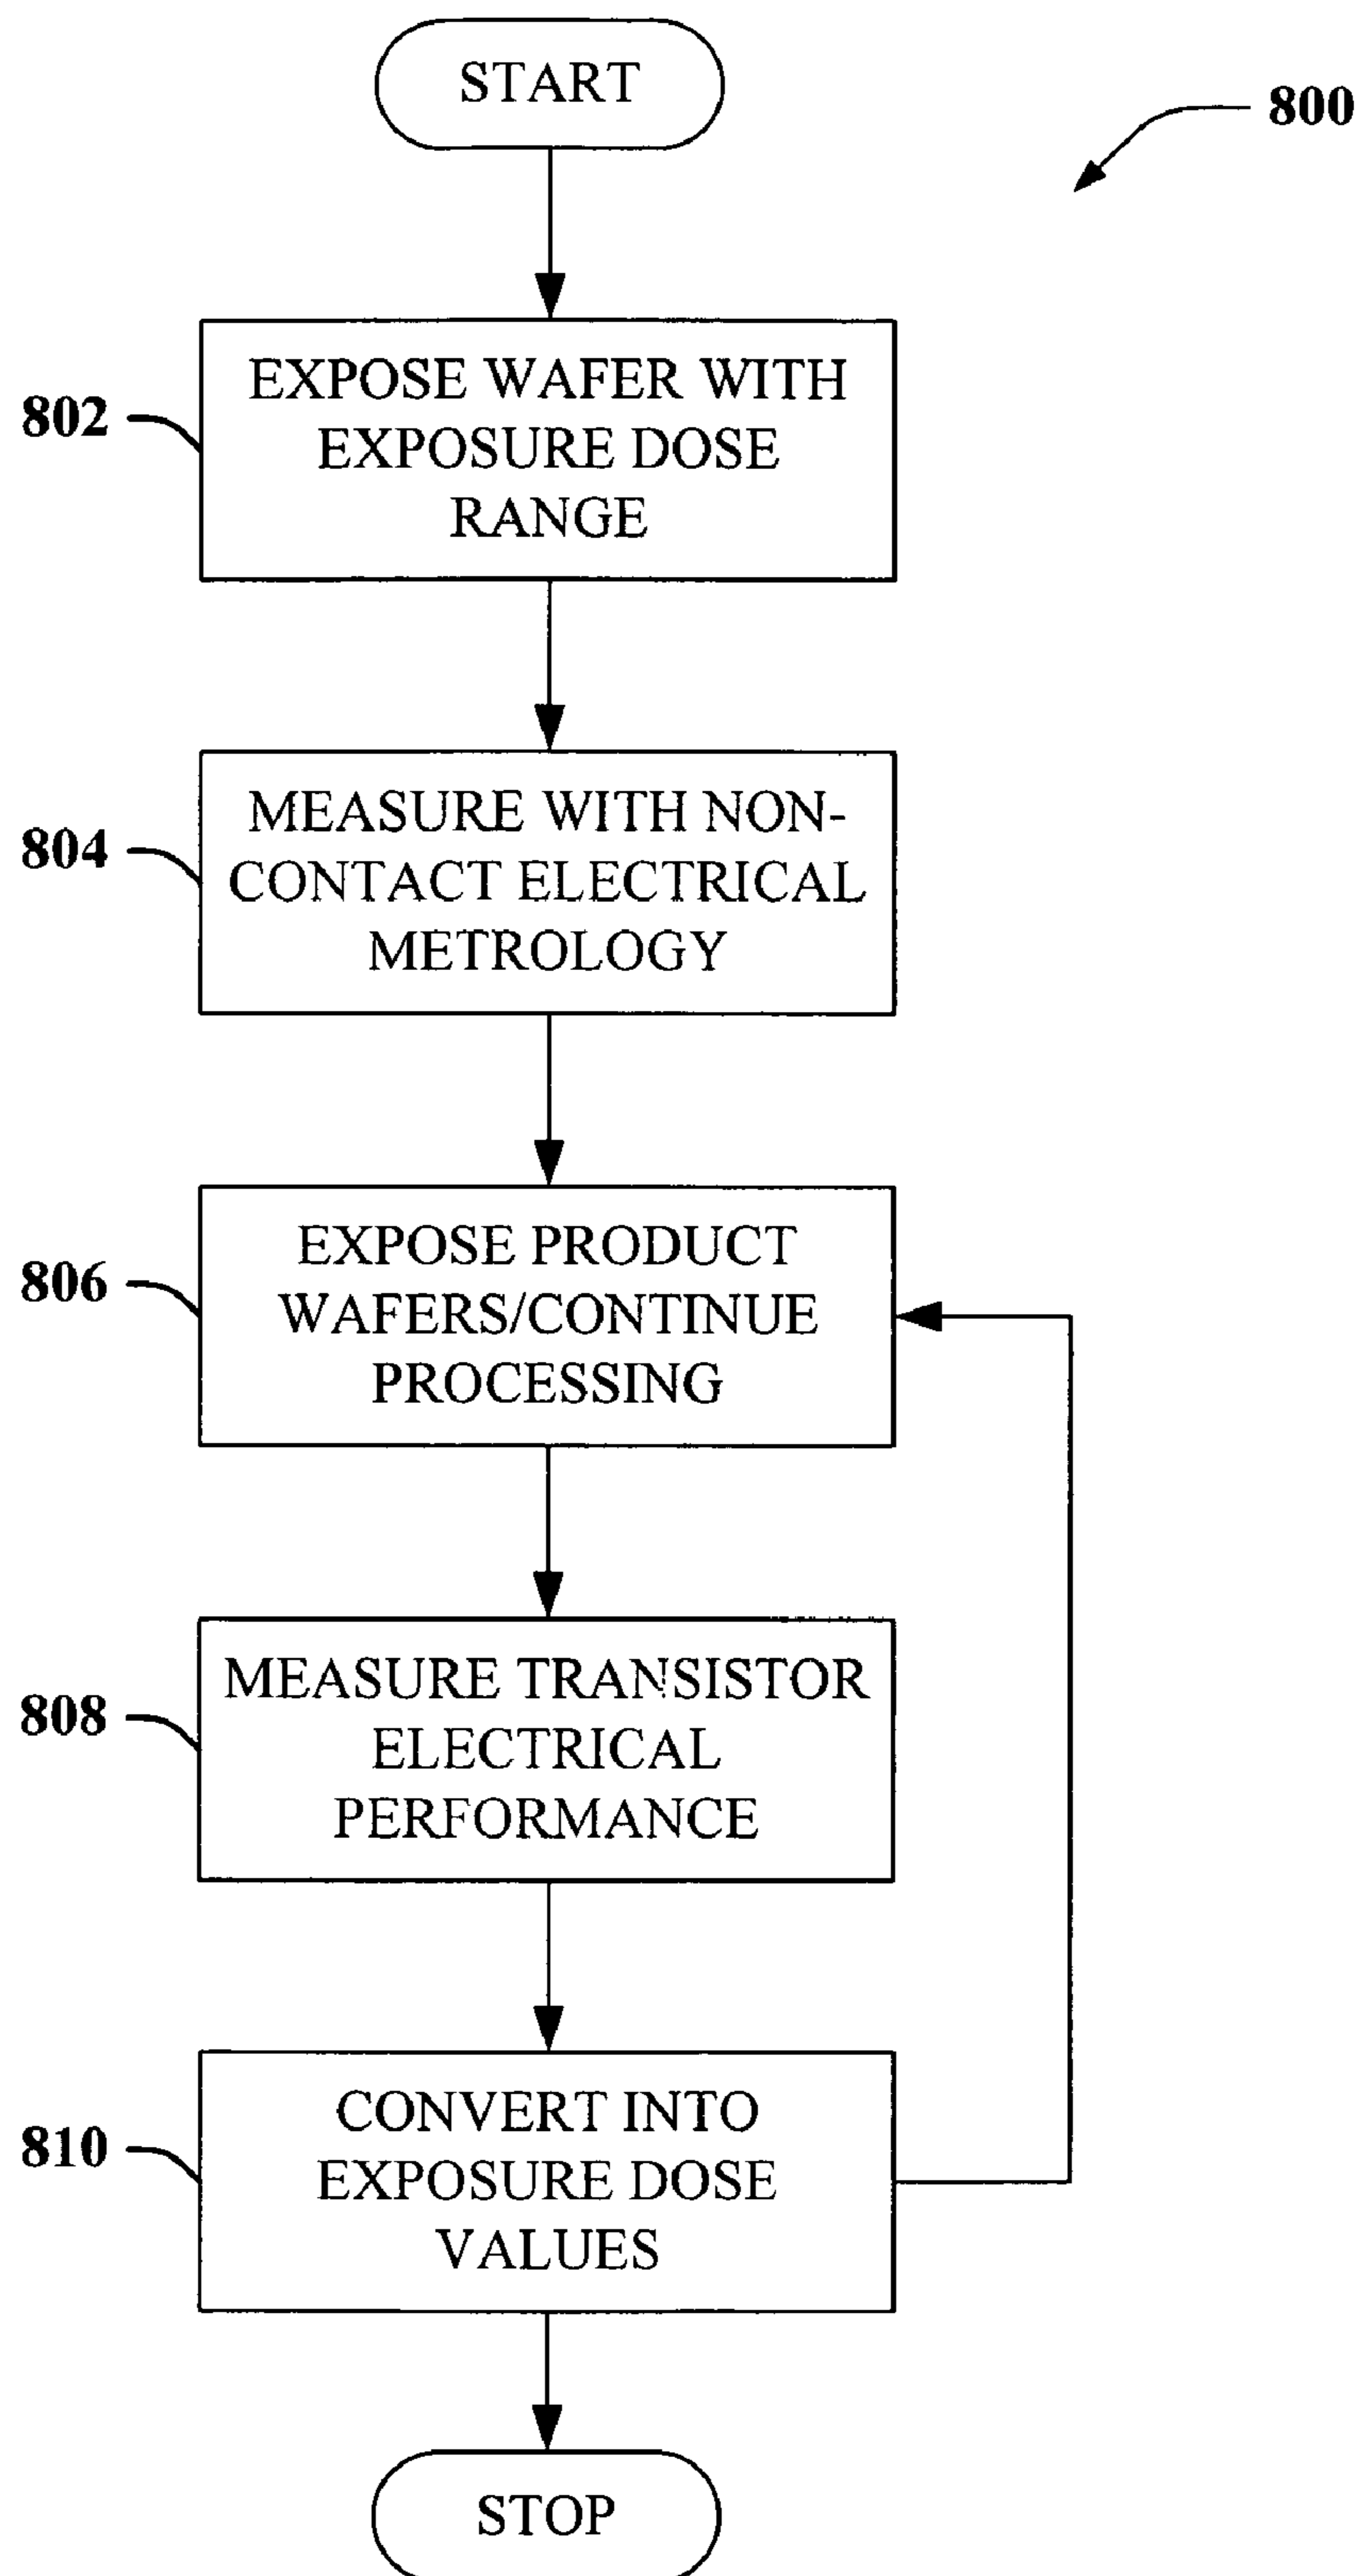 START
800
802
EXPOSE WAFER WITH
EXPOSURE DOSE
RANGE
804
MEASURE WITH NON-
CONTACT ELECTRICAL
METROLOGY
806
EXPOSE PRODUCT
WAFERS/CONTINUE
PROCESSING
808
MEASURE TRANSISTOR
ELECTRICAL
PERFORMANCE
810
CONVERT INTO
EXPOSURE DOSE
VALUES
STOP